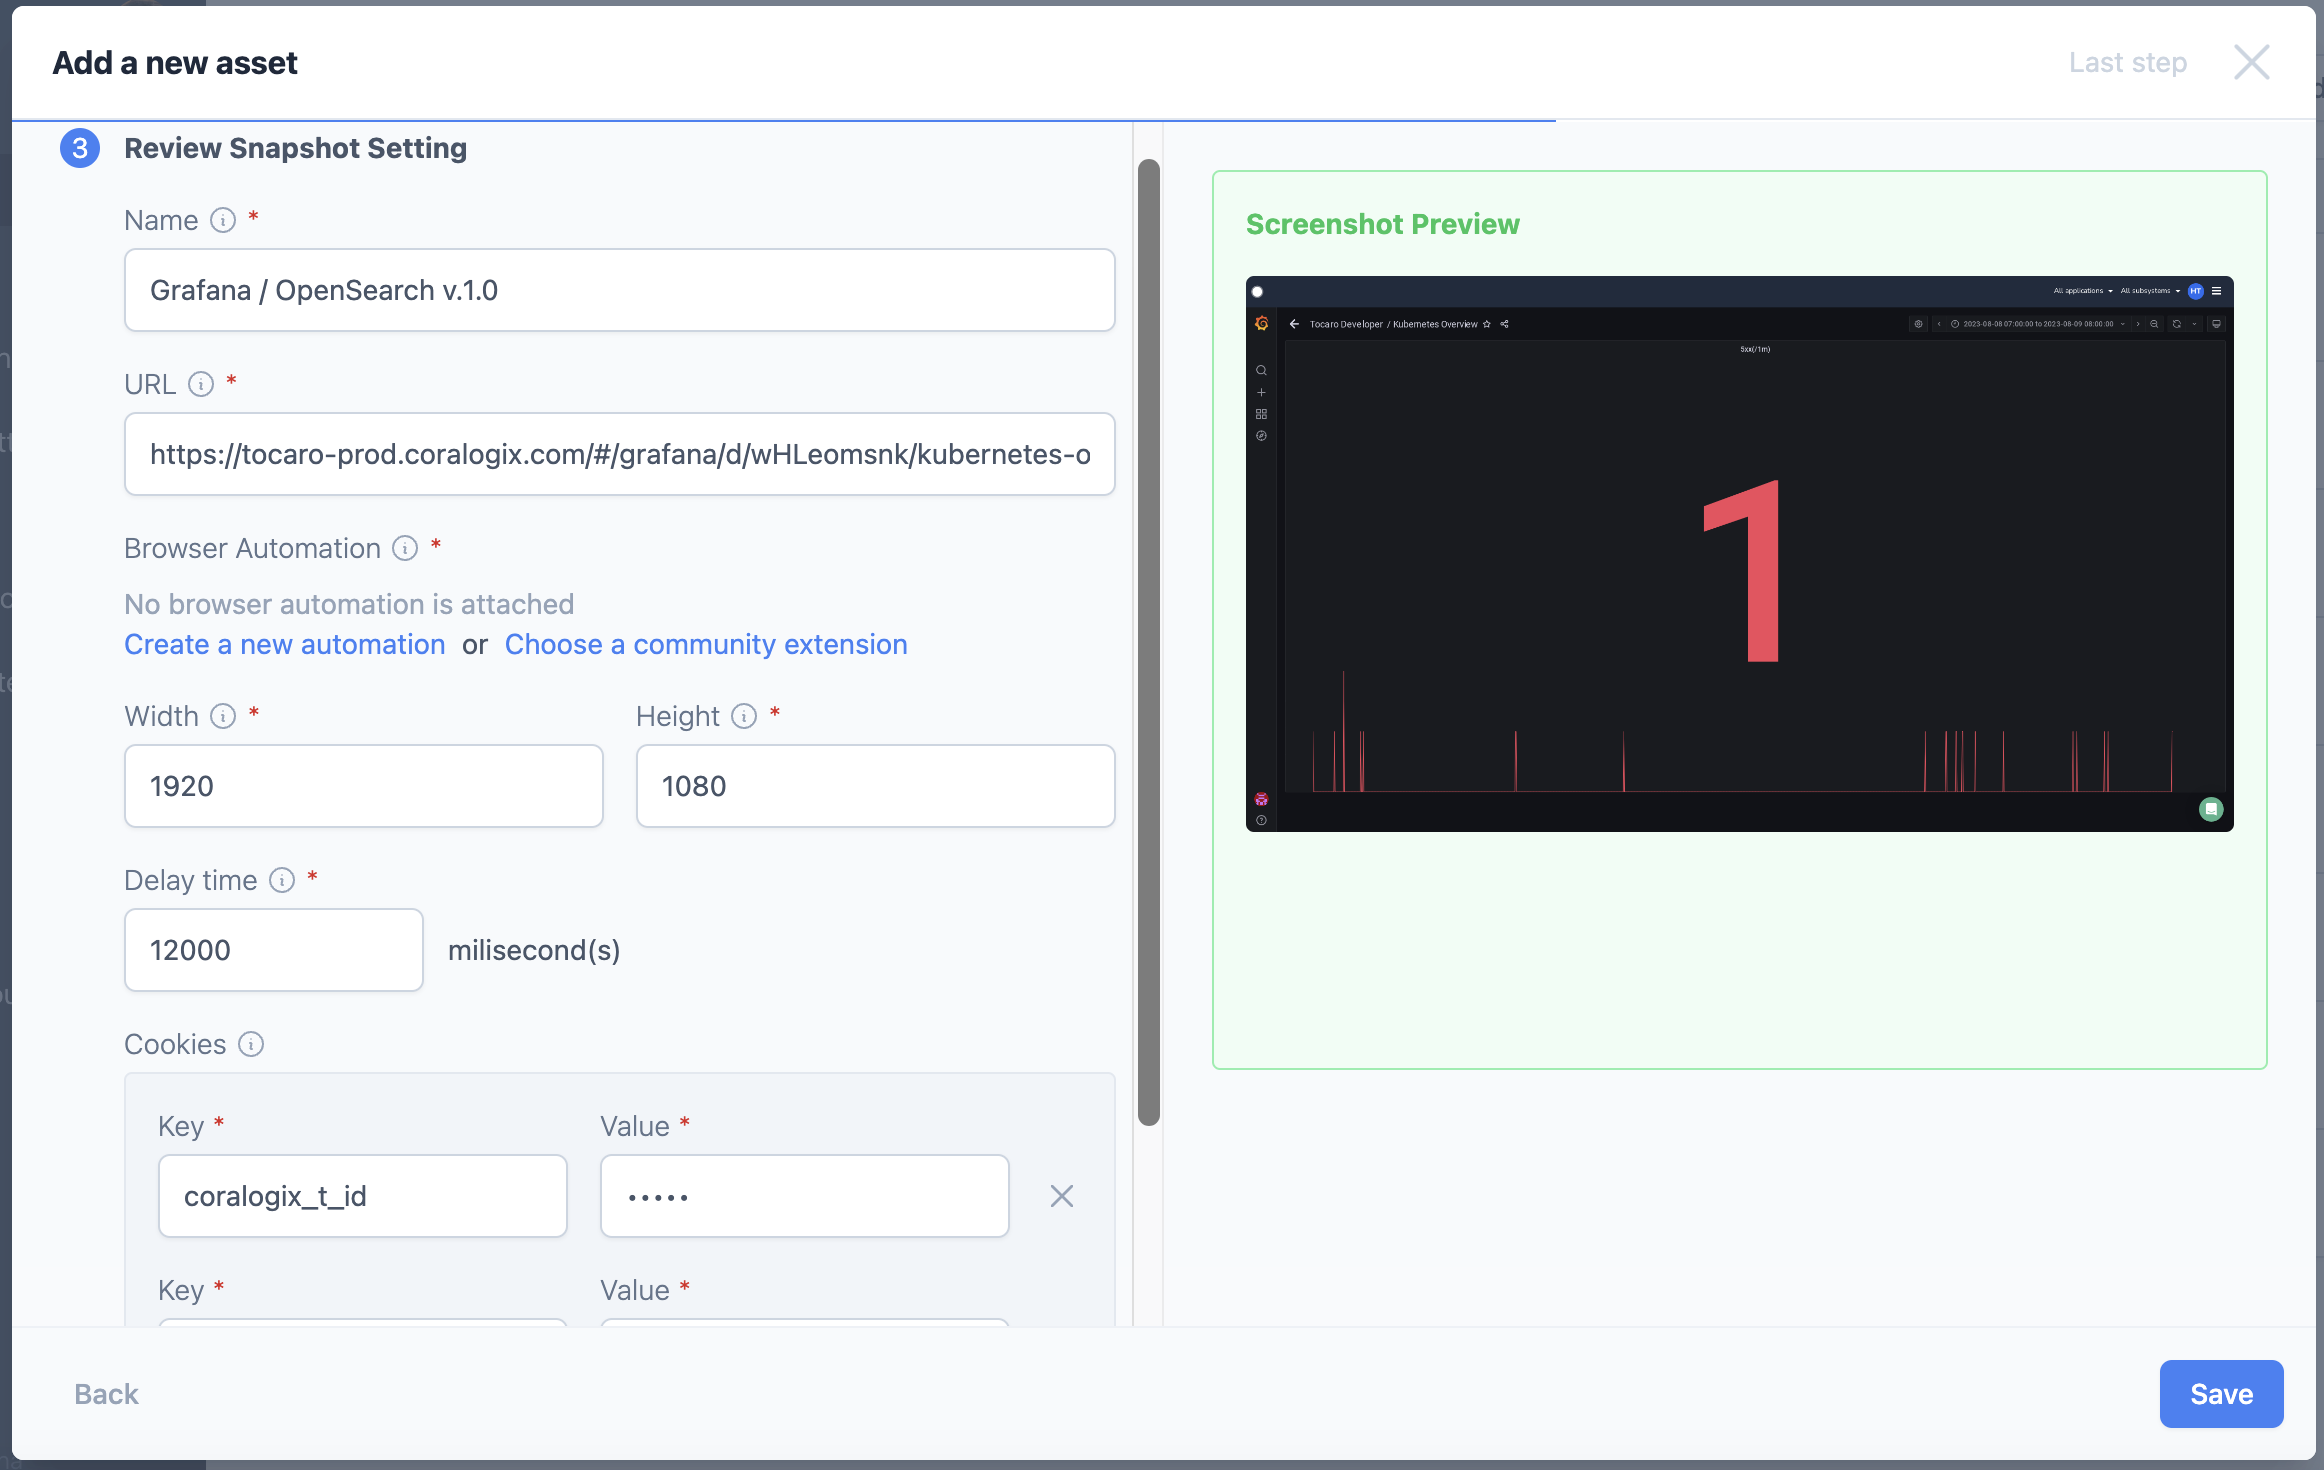 Add a new asset
Last step
3 Review Snapshot Setting
Name i *
Grafana / OpenSearch v.1.0
URL i *
https://tocaro-prod.coralogix.com/#/grafana/d/wHLeomsnk/kubernetes-o
Browser Automation i *
No browser automation is attached
Create a new automation or Choose a community extension
Width i * Height i *
1920 1080
Delay time i *
12000 milisecond(s)
Cookies i
Key * Value *
coralogix_t_id •••••
Key * Value *
Back
Save
Screenshot Preview
All applications All subsystems HT
Tocaro Developer / Kubernetes Overview
2023-08-08 07:00:00 to 2023-08-09 08:00:00
5xx(/1m)
1